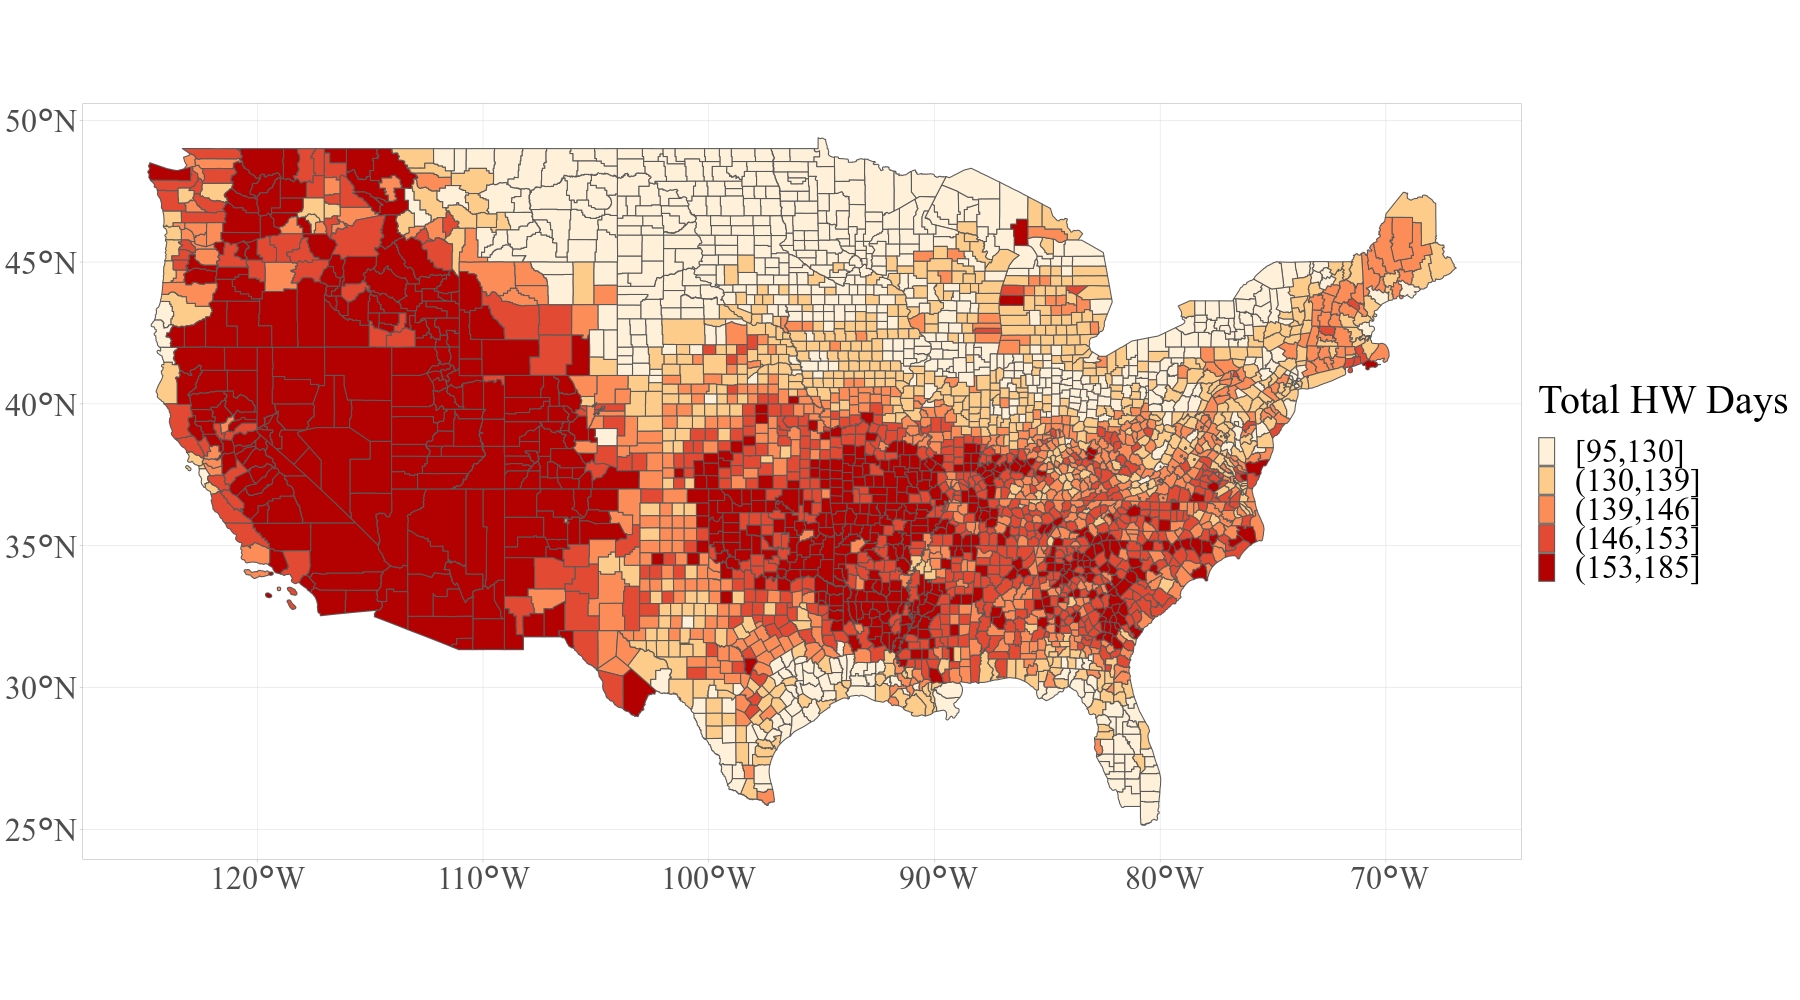 50°N
45°N
40°N
35°N
30°N
25°N
120°W 110°W 100°W 90°W 80°W 70°W
Total HW Days
[95,130]
(130,139]
(139,146]
(146,153]
(153,185]